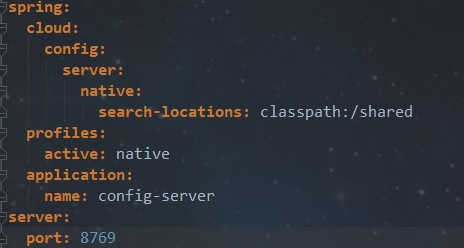 spring:
  cloud:
    config:
      server:
        native:
          search-locations: classpath:/shared
  profiles:
    active: native
  application:
    name: config-server
server:
  port: 8769